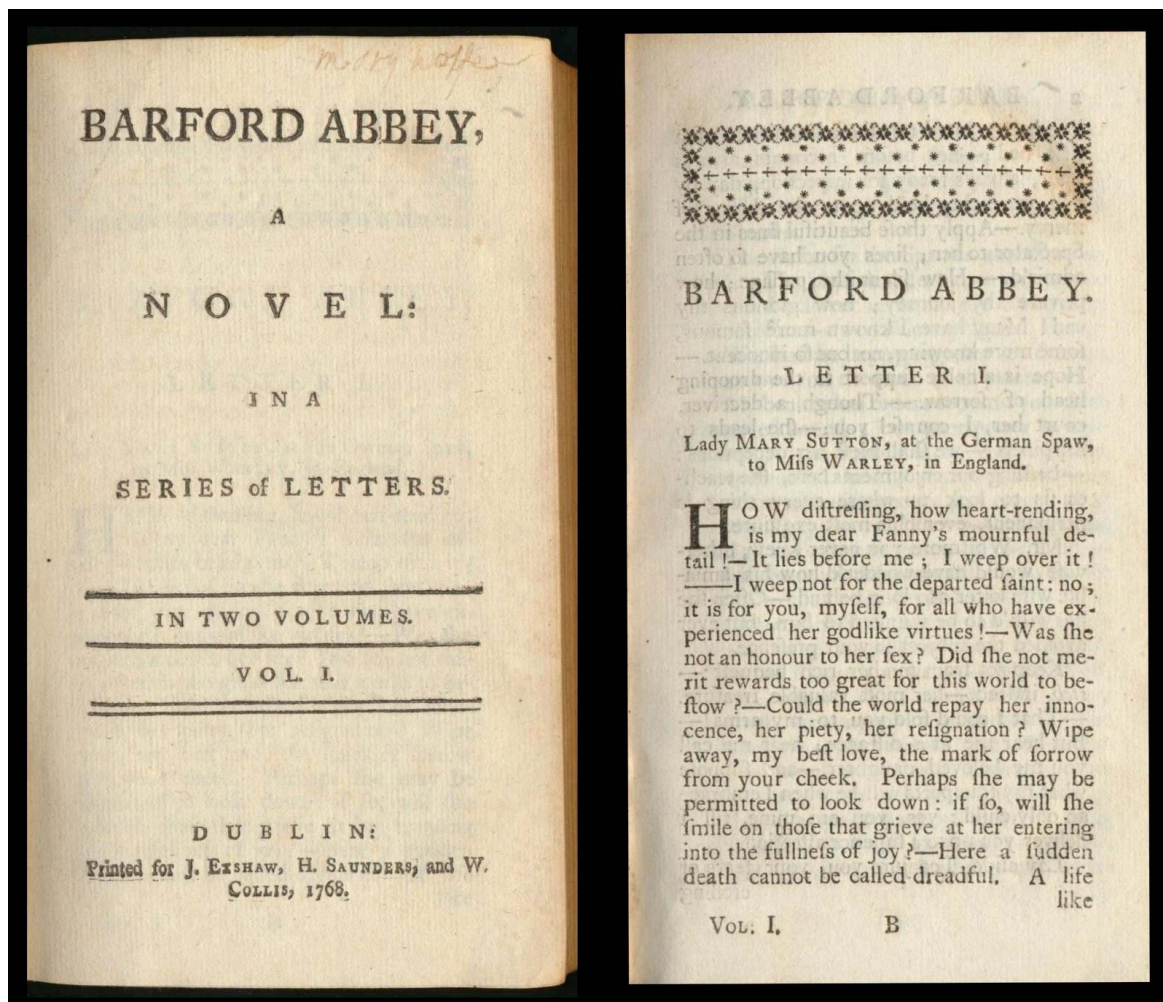 BARFORD ABBEY,
A
NOVEL:
IN A
SERIES of LETTERS.
IN TWO VOLUMES.
VOL. I.
DUBLIN:
Printed for J. EXSHAW, H. SAUNDERS, and W.
COLLIS, 1768.
BARFORD ABBEY.
LETTER I.
Lady MARY SUTTON, at the German Spaw,
to Miſs WARLEY, in England.
HOW diſtreſſing, how heart-rending,
is my dear Fanny's mournful de-
tail !—It lies before me ; I weep over it !
——I weep not for the departed ſaint: no ;
it is for you, myſelf, for all who have ex-
perienced her godlike virtues !—Was ſhe
not an honour to her ſex ? Did ſhe not me-
rit rewards too great for this world to be-
ſtow ?—Could the world repay her inno-
cence, her piety, her reſignation ? Wipe
away, my beſt love, the mark of ſorrow
from your cheek. Perhaps ſhe may be
permitted to look down : if ſo, will ſhe
ſmile on thoſe that grieve at her entering
into the fullneſs of joy ?—Here a ſudden
death cannot be called dreadful. A life
like
VOL. I. B